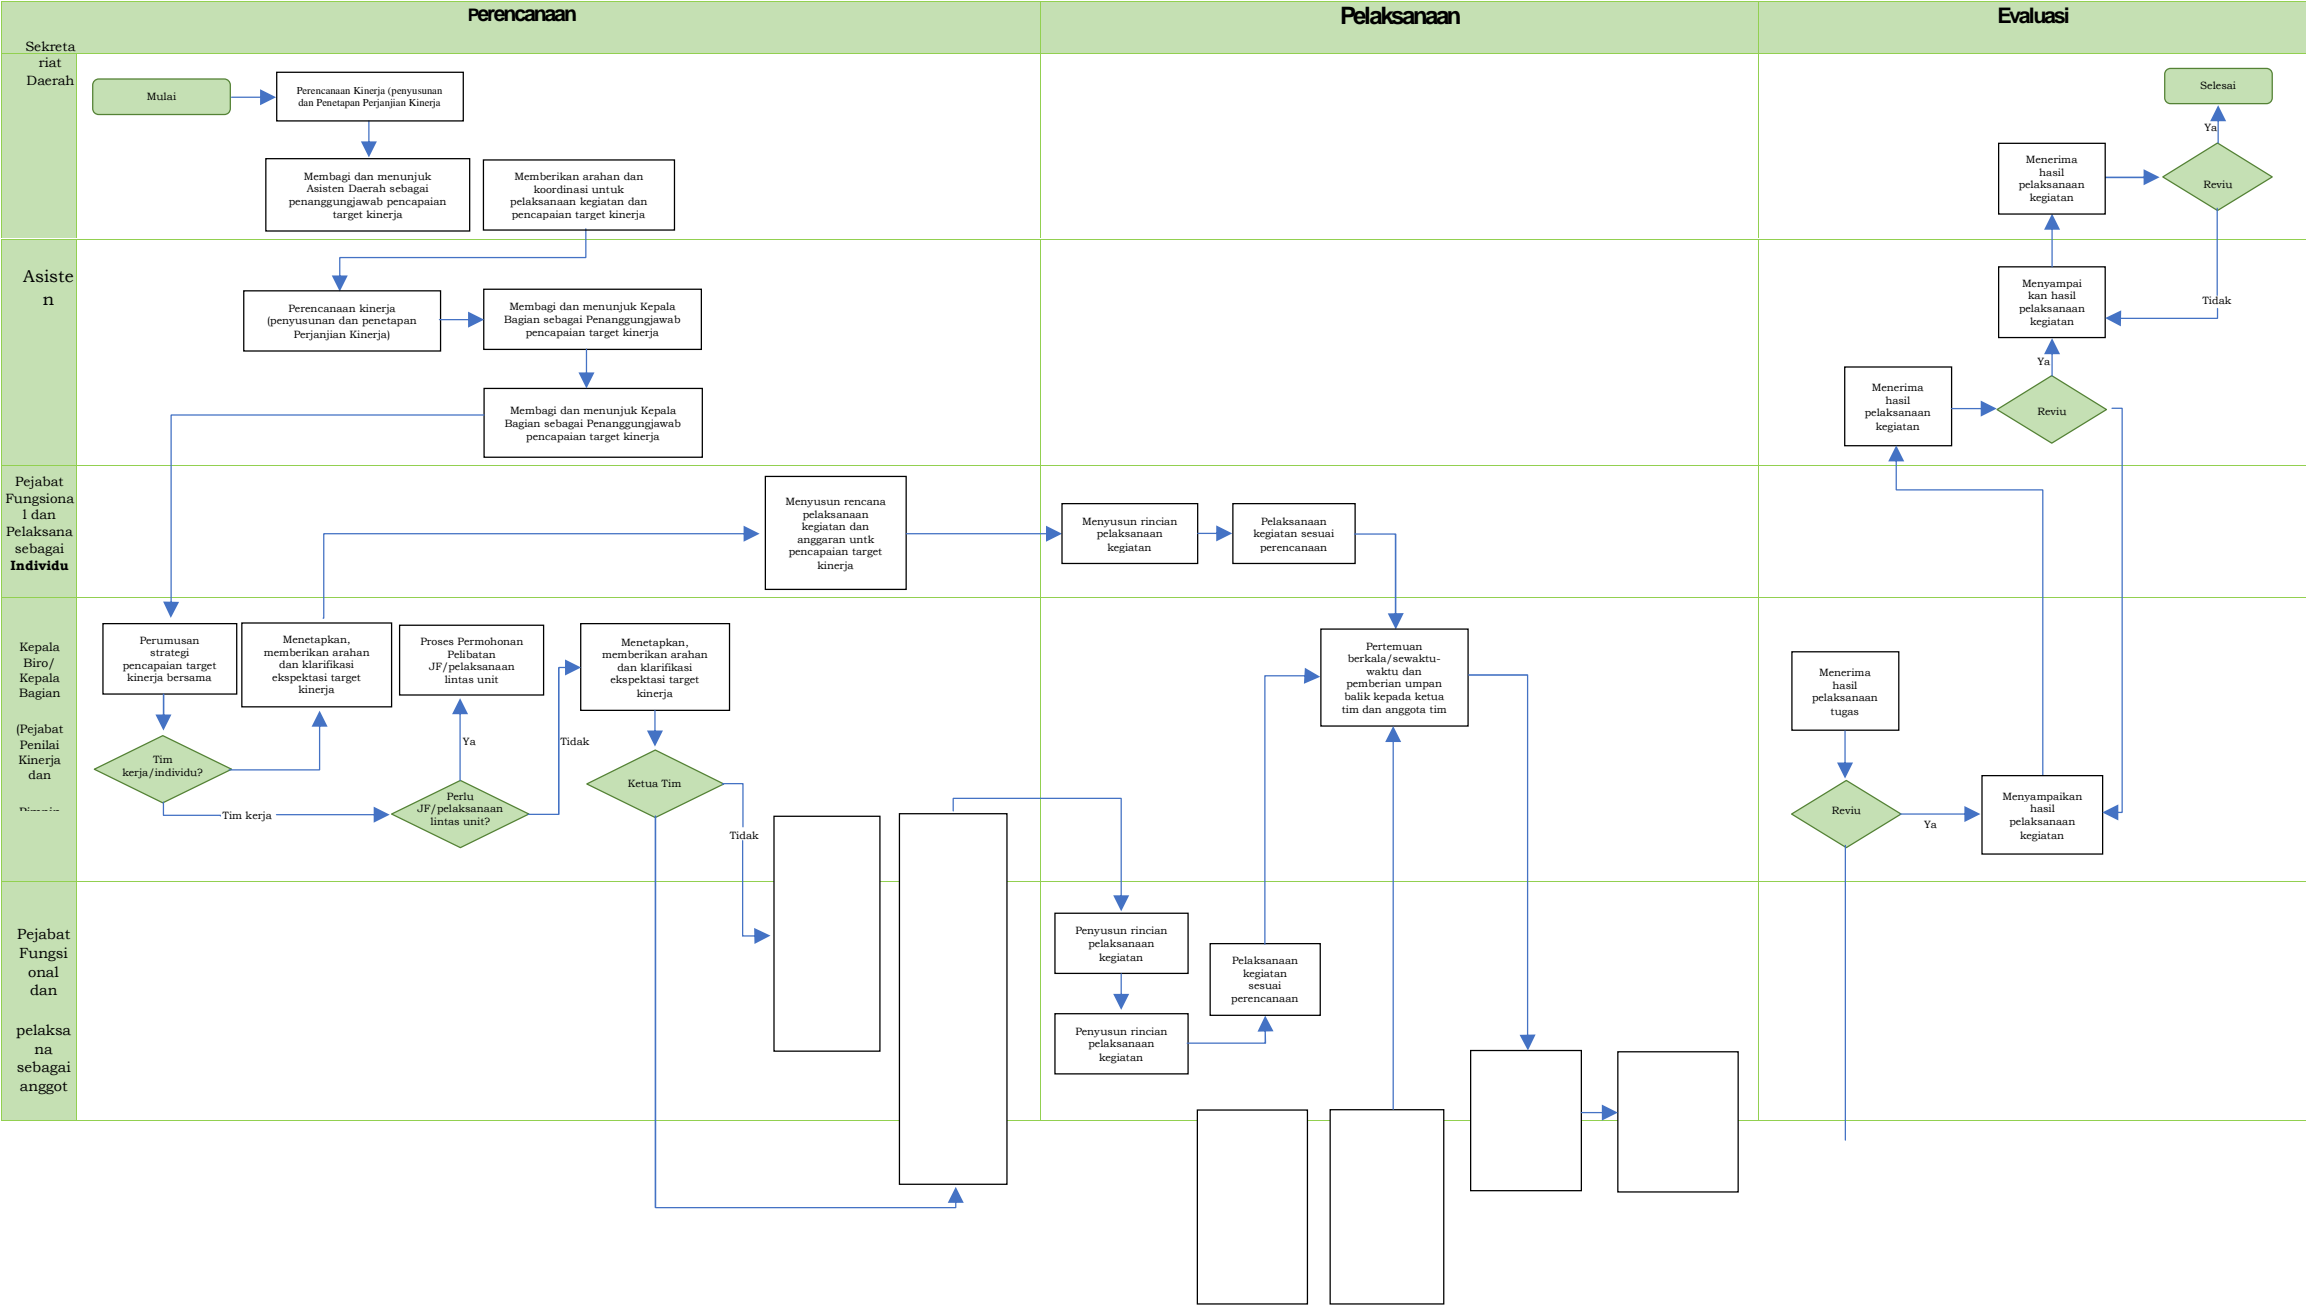 Perencanaan
Pelaksanaan
Evaluasi
Sekreta
riat
Daerah
Mulai
Perencanaan Kinerja (penyusunan
dan Penetapan Perjanjian Kinerja
Membagi dan menunjuk
Asisten Daerah sebagai
penanggungjawab pencapaian
target kinerja
Memberikan arahan dan
koordinasi untuk
pelaksanaan kegiatan dan
pencapaian target kinerja
Selesai
Ya
Menerima
hasil
pelaksanaan
kegiatan
Reviu
Asiste
n
Perencanaan kinerja
(penyusunan dan penetapan
Perjanjian Kinerja)
Membagi dan menunjuk Kepala
Bagian sebagai Penanggungjawab
pencapaian target kinerja
Membagi dan menunjuk Kepala
Bagian sebagai Penanggungjawab
pencapaian target kinerja
Menyampai
kan hasil
pelaksanaan
kegiatan
Tidak
Ya
Menerima
hasil
pelaksanaan
kegiatan
Reviu
Pejabat
Fungsiona
l dan
Pelaksana
sebagai
Individu
Menyusun rencana
pelaksanaan
kegiatan dan
anggaran untk
pencapaian target
kinerja
Menyusun rincian
pelaksanaan
kegiatan
Pelaksanaan
kegiatan sesuai
perencanaan
Kepala
Biro/
Kepala
Bagian
(Pejabat
Penilai
Kinerja
dan
Perumusan
strategi
pencapaian target
kinerja bersama
Menetapkan,
memberikan arahan
dan klarifikasi
ekspektasi target
kinerja
Proses Permohonan
Pelibatan
JF/pelaksanaan
lintas unit
Menetapkan,
memberikan arahan
dan klarifikasi
ekspektasi target
kinerja
Ya
Tidak
Tim
kerja/individu?
Tim kerja
Perlu
JF/pelaksanaan
lintas unit?
Ketua Tim
Tidak
Pertemuan
berkala/sewaktu-
waktu dan
pemberian umpan
balik kepada ketua
tim dan anggota tim
Menerima
hasil
pelaksanaan
tugas
Reviu
Ya
Menyampaikan
hasil
pelaksanaan
kegiatan
Pejabat
Fungsi
onal
dan
pelaksa
na
sebagai
anggot
Penyusun rincian
pelaksanaan
kegiatan
Penyusun rincian
pelaksanaan
kegiatan
Pelaksanaan
kegiatan
sesuai
perencanaan